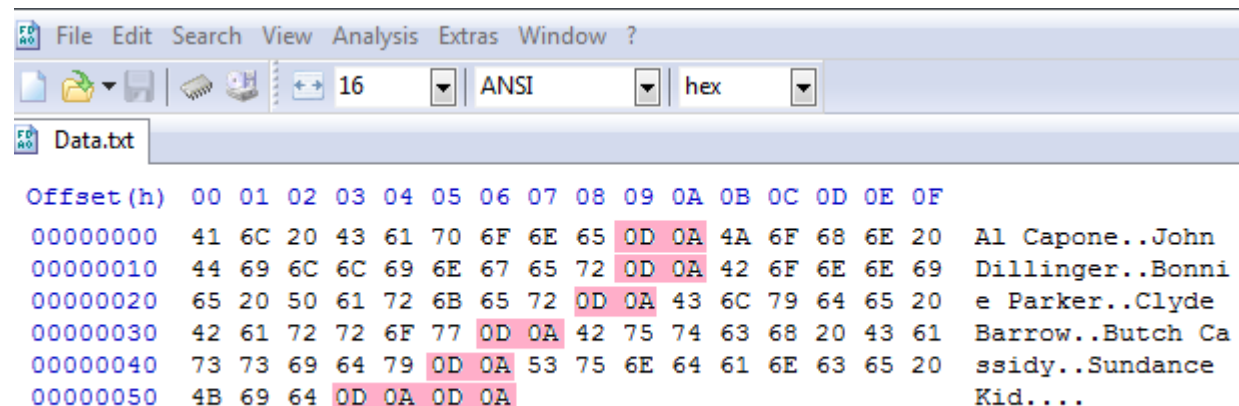 File Edit Search View Analysis Extras Window ?
16 ANSI hex
Data.txt
Offset(h) 00 01 02 03 04 05 06 07 08 09 0A 0B 0C 0D 0E 0F
00000000 41 6C 20 43 61 70 6F 6E 65 0D 0A 4A 6F 68 6E 20 Al Capone..John
00000010 44 69 6C 6C 69 6E 67 65 72 0D 0A 42 6F 6E 6E 69 Dillinger..Bonni
00000020 65 20 50 61 72 6B 65 72 0D 0A 43 6C 79 64 65 20 e Parker..Clyde
00000030 42 61 72 72 6F 77 0D 0A 42 75 74 63 68 20 43 61 Barrow..Butch Ca
00000040 73 73 69 64 79 0D 0A 53 75 6E 64 61 6E 63 65 20 ssidy..Sundance
00000050 4B 69 64 0D 0A 0D 0A Kid....